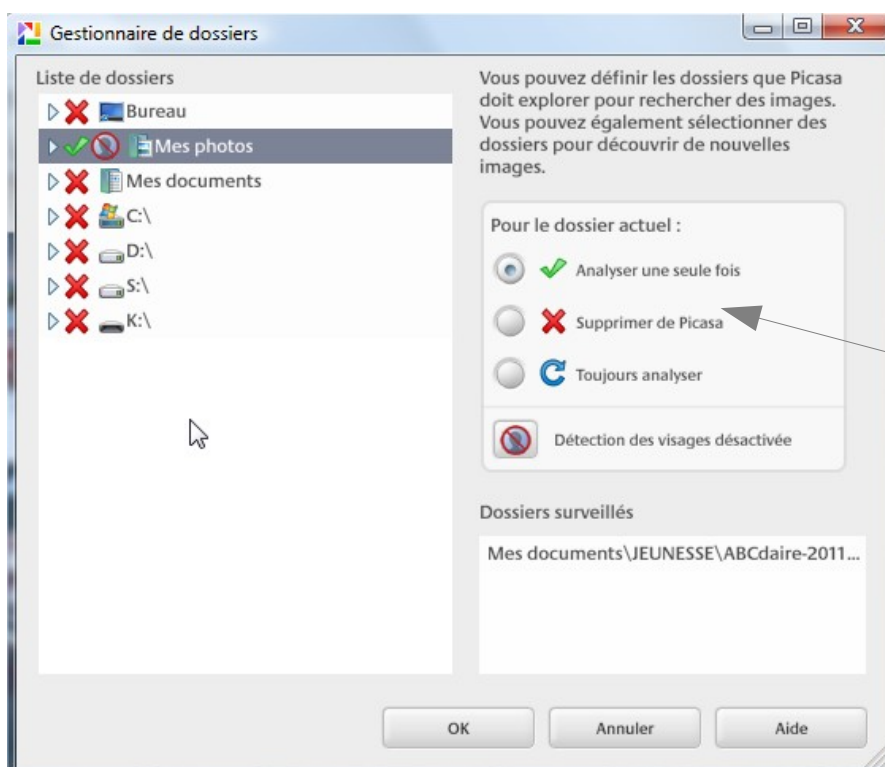 Gestionnaire de dossiers
Liste de dossiers
Bureau
Mes photos
Mes documents
C:\
D:\
S:\
K:\
Vous pouvez définir les dossiers que Picasa
doit explorer pour rechercher des images.
Vous pouvez également sélectionner des
dossiers pour découvrir de nouvelles
images.
Pour le dossier actuel :
Analyser une seule fois
Supprimer de Picasa
Toujours analyser
Détection des visages désactivée
Dossiers surveillés
Mes documents\JEUNESSE\ABCdaire-2011...
OK
Annuler
Aide